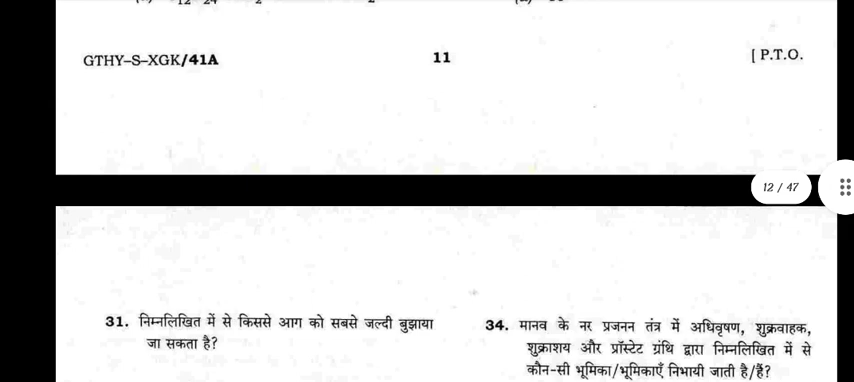 GTHY–S–XGK/41A
11
[ P.T.O.
12 / 47
31. निम्नलिखित में से किससे आग को सबसे जल्दी बुझाया
जा सकता है?
34. मानव के नर प्रजनन तंत्र में अधिवृषण, शुक्रवाहक,
शुक्राशय और प्रॉस्टेट ग्रंथि द्वारा निम्नलिखित में से
कौन-सी भूमिका/भूमिकाएँ निभायी जाती है/हैं?